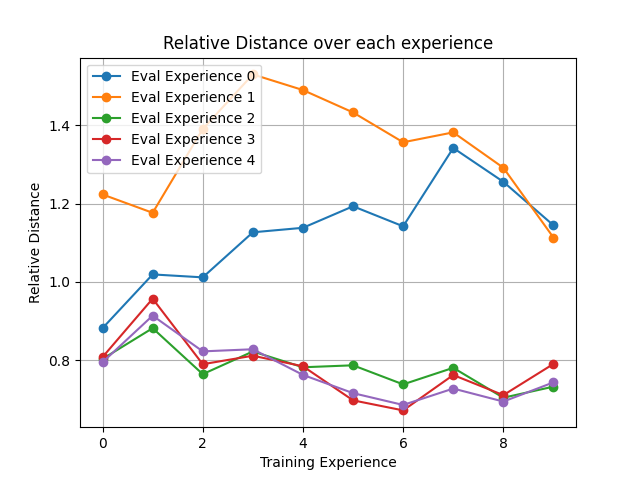 Relative Distance over each experience
Eval Experience 0
Eval Experience 1
Eval Experience 2
Eval Experience 3
Eval Experience 4
1.4
1.2
1.0
0.8
Relative Distance
0 2 4 6 8
Training Experience